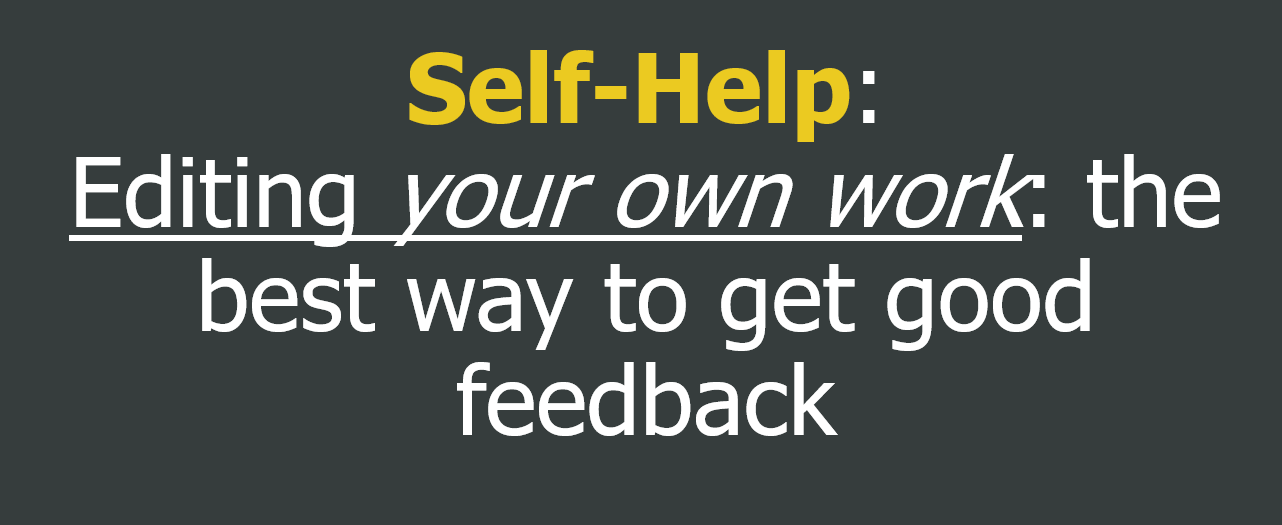 Self-Help:
Editing your own work: the
best way to get good
feedback